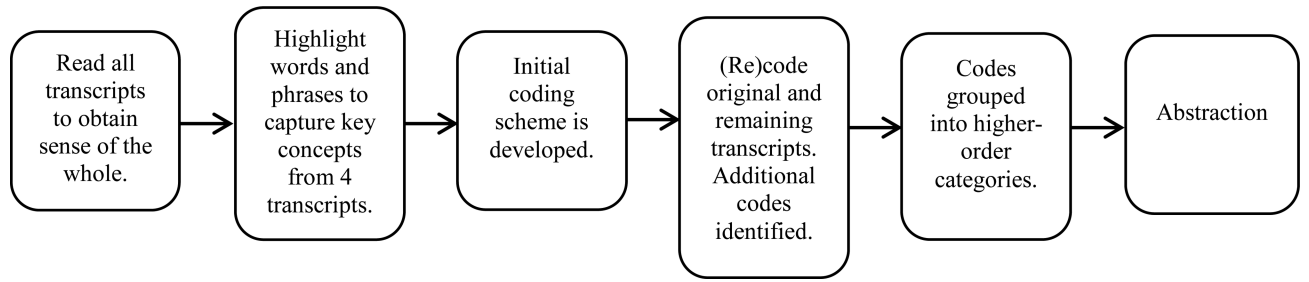 Read all
transcripts
to obtain
sense of the
whole.
Highlight
words and
phrases to
capture key
concepts
from 4
transcripts.
Initial
coding
scheme is
developed.
(Re)code
original and
remaining
transcripts.
Additional
codes
identified.
Codes
grouped
into higher-
order
categories.
Abstraction